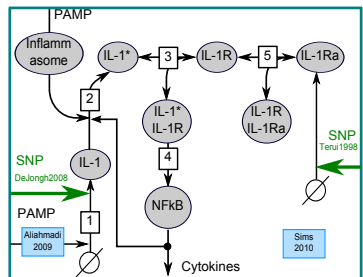 PAMP
Inflamm
asome
IL-1*
3
IL-1R
5
IL-1Ra
2
IL-1*
IL-1R
IL-1R
IL-1Ra
SNP
Terui1998
4
IL-1
SNP
DeJongh2008
NFkB
PAMP
1
Aliahmadi
2009
Sims
2010
Cytokines